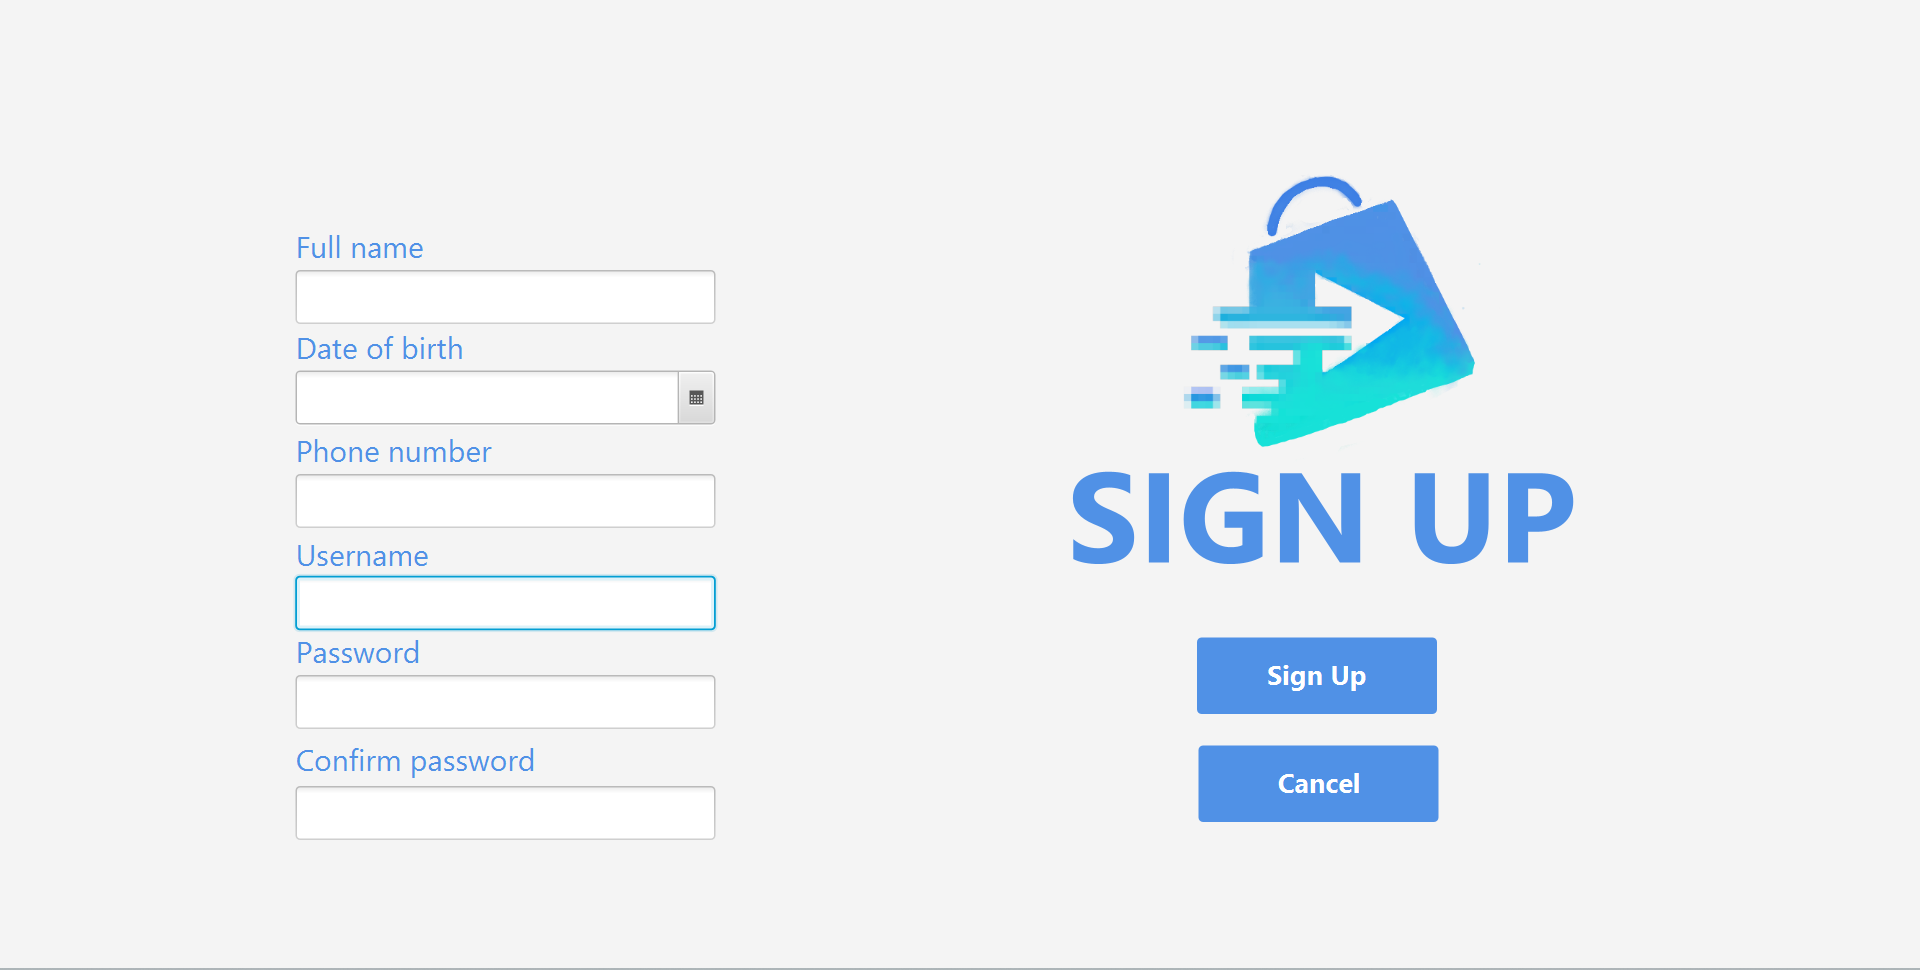 Full name
Date of birth
Phone number
Username
Password
Confirm password
SIGN UP
Sign Up
Cancel